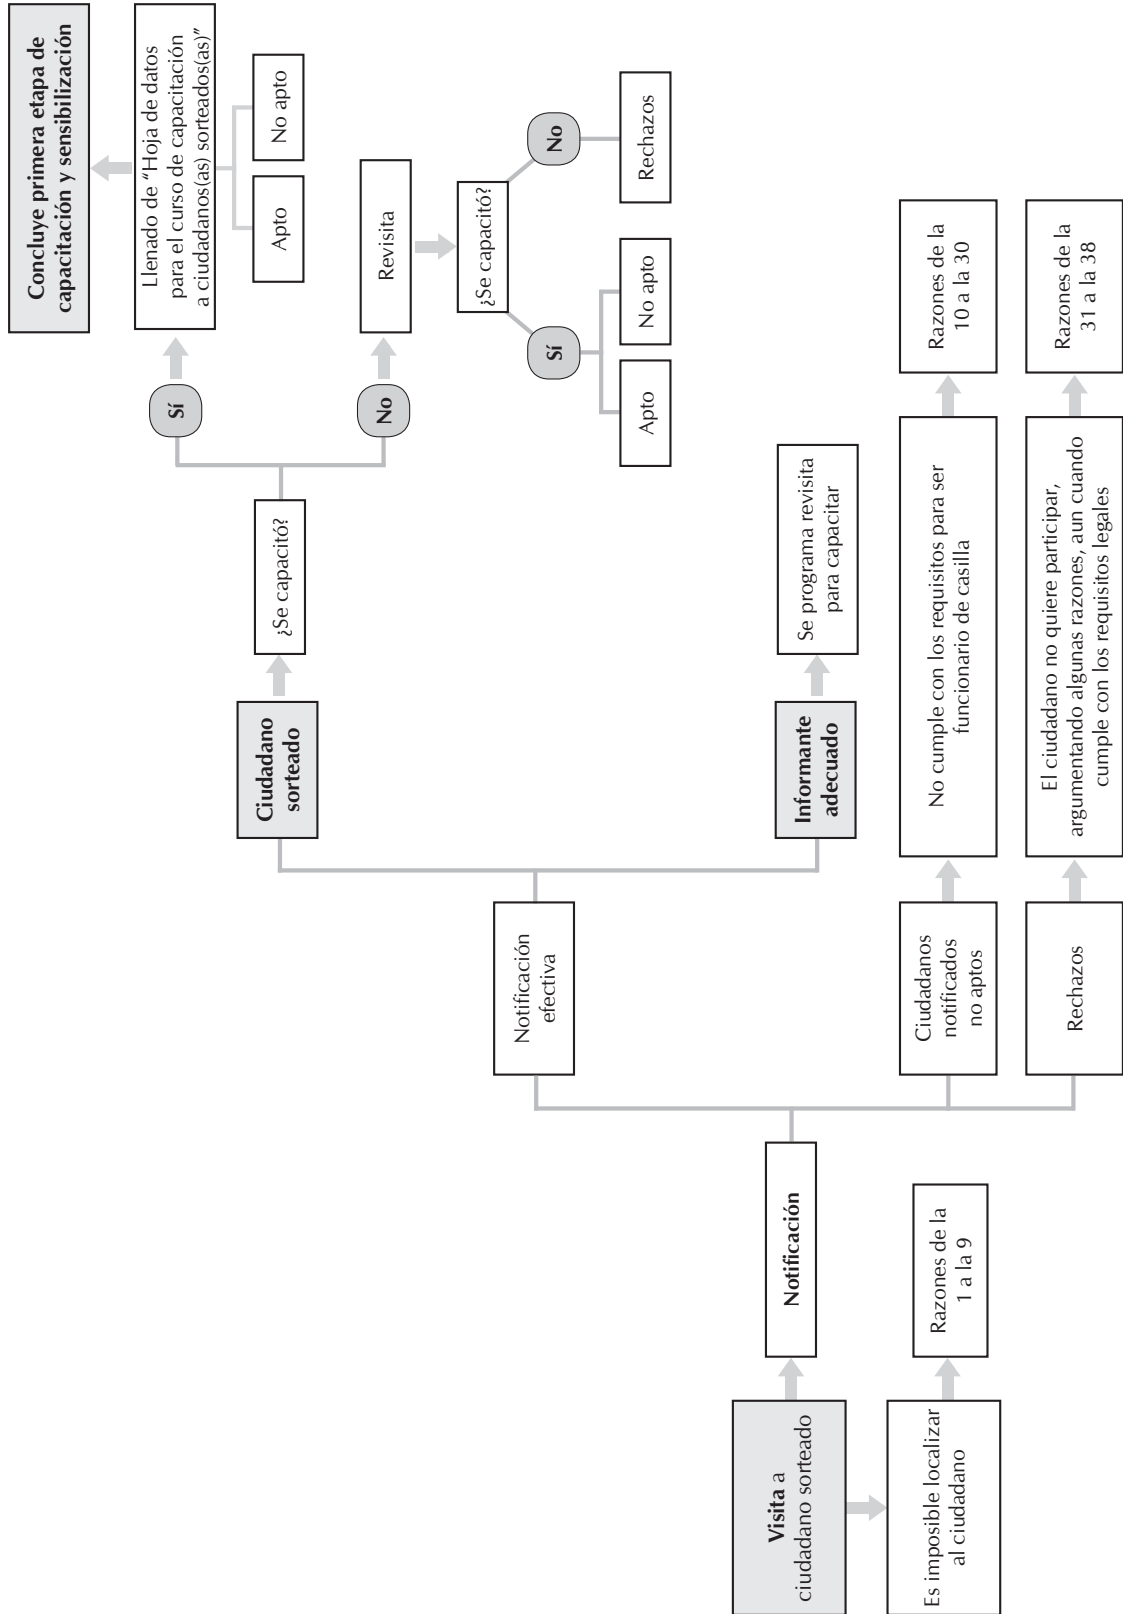 Visita a
ciudadano sorteado
Es imposible localizar
al ciudadano
Razones de la
1 a la 9
Notificación
Notificación
efectiva
Ciudadano
sorteado
¿Se capacitó?
Sí
Llenado de “Hoja de datos
para el curso de capacitación
a ciudadanos(as) sorteados(as)”
Apto
No apto
Concluye primera etapa de
capacitación y sensibilización
No
Revisita
¿Se capacitó?
Sí
Apto
No apto
No
Rechazos
Informante
adecuado
Se programa revisita
para capacitar
Ciudadanos
notificados
no aptos
No cumple con los requisitos para ser
funcionario de casilla
Razones de la
10 a la 30
Rechazos
El ciudadano no quiere participar,
argumentando algunas razones, aun cuando
cumple con los requisitos legales
Razones de la
31 a la 38